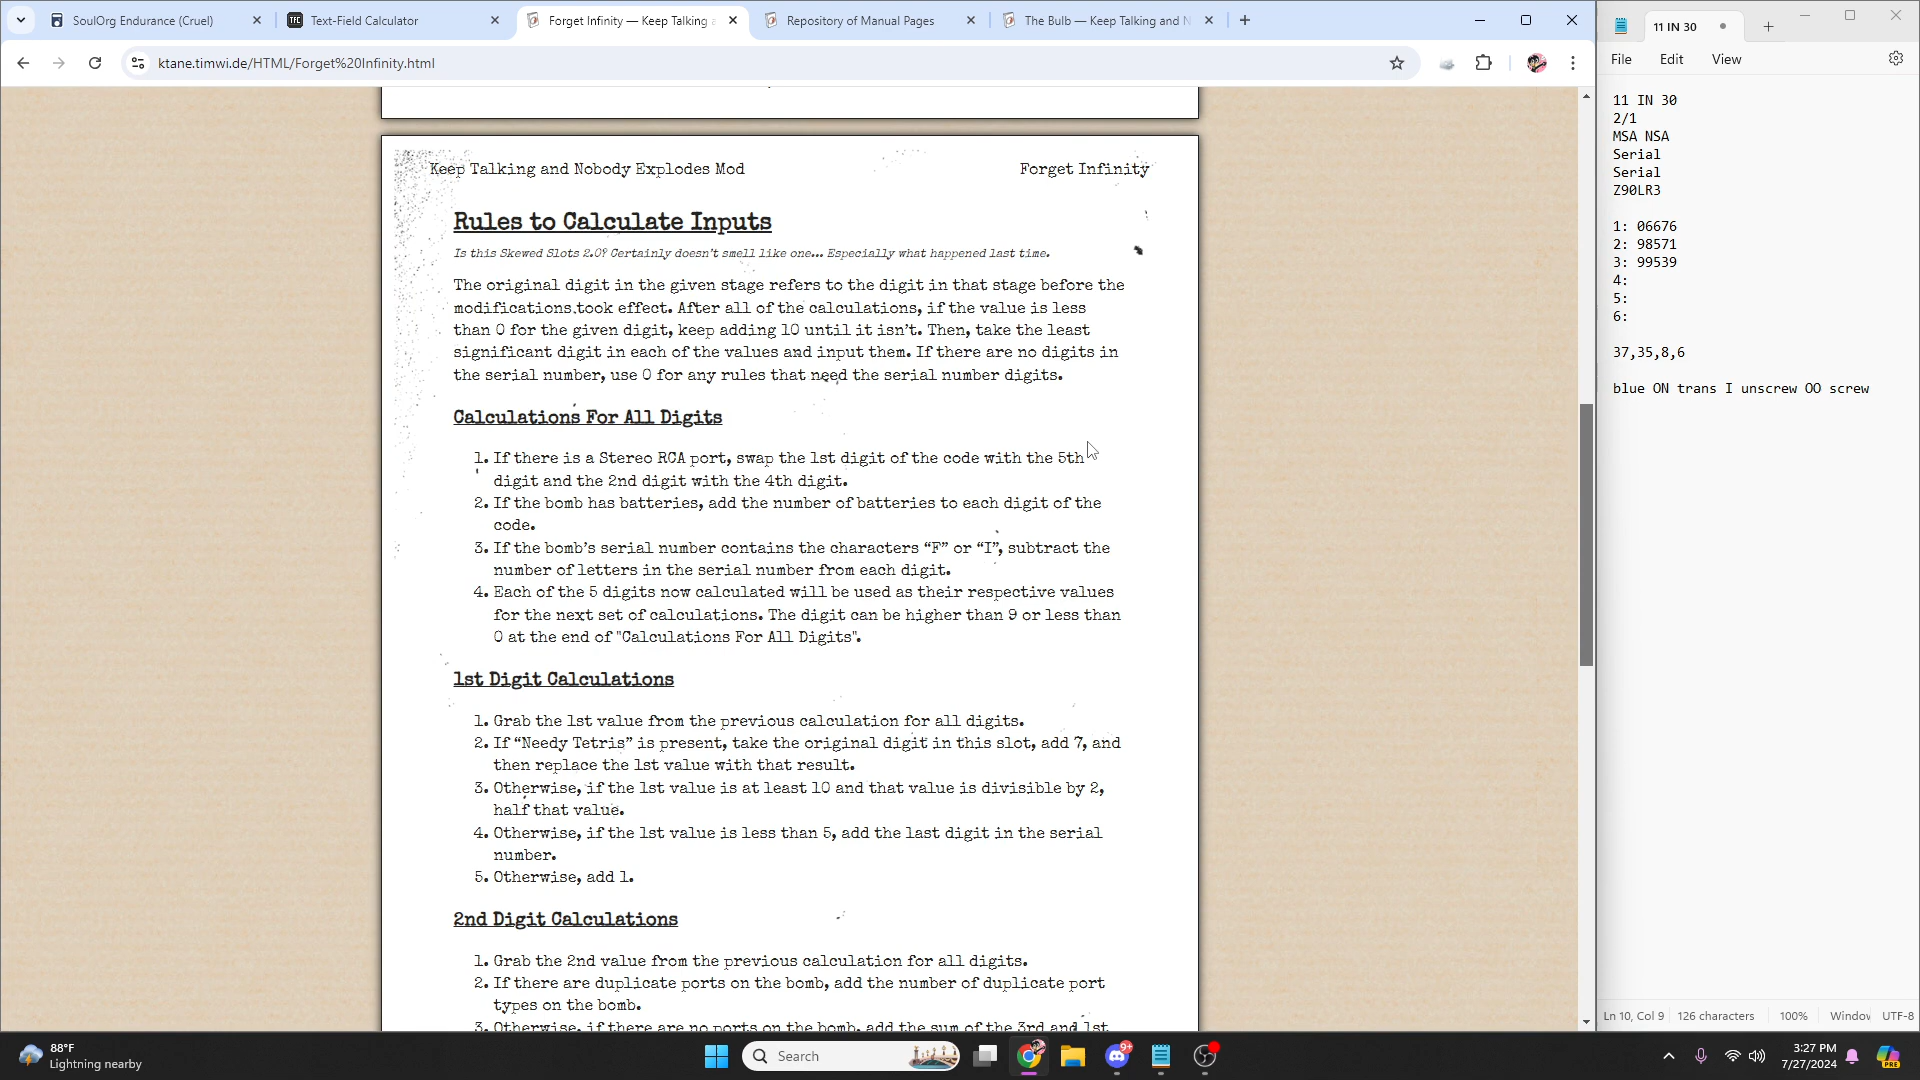 SoulOrg Endurance (Cruel)
Text-Field Calculator
Forget Infinity — Keep Talking
Repository of Manual Pages
The Bulb — Keep Talking and N
ktane.timwi.de/HTML/Forget%20Infinity.html
Keep Talking and Nobody Explodes Mod
Forget Infinity
Rules to Calculate Inputs
Is this Skewed Slots 2.0? Certainly doesn't smell like one... Especially what happened last time.
The original digit in the given stage refers to the digit in that stage before the
modifications took effect. After all of the calculations, if the value is less
than 0 for the given digit, keep adding 10 until it isn't. Then, take the least
significant digit in each of the values and input them. If there are no digits in
the serial number, use 0 for any rules that need the serial number digits.
Calculations For All Digits
1. If there is a Stereo RCA port, swap the 1st digit of the code with the 5th
digit and the 2nd digit with the 4th digit.
2. If the bomb has batteries, add the number of batteries to each digit of the
code.
3. If the bomb's serial number contains the characters “F” or “I”, subtract the
number of letters in the serial number from each digit.
4. Each of the 5 digits now calculated will be used as their respective values
for the next set of calculations. The digit can be higher than 9 or less than
0 at the end of "Calculations For All Digits".
1st Digit Calculations
1. Grab the 1st value from the previous calculation for all digits.
2. If “Needy Tetris” is present, take the original digit in this slot, add 7, and
then replace the 1st value with that result.
3. Otherwise, if the 1st value is at least 10 and that value is divisible by 2,
half that value.
4. Otherwise, if the 1st value is less than 5, add the last digit in the serial
number.
5. Otherwise, add 1.
2nd Digit Calculations
1. Grab the 2nd value from the previous calculation for all digits.
2. If there are duplicate ports on the bomb, add the number of duplicate port
types on the bomb.
3. Otherwise, if there are no ports on the bomb, add the sum of the 3rd and 1st
11 IN 30
File Edit View
11 IN 30
2/1
MSA NSA
Serial
Serial
Z90LR3
1: 06676
2: 98571
3: 99539
4:
5:
6:
37,35,8,6
blue ON trans I unscrew OO screw
Ln 10, Col 9
126 characters
100%
Window
UTF-8
88°F
Lightning nearby
Search
9+
3:27 PM
7/27/2024
PRE